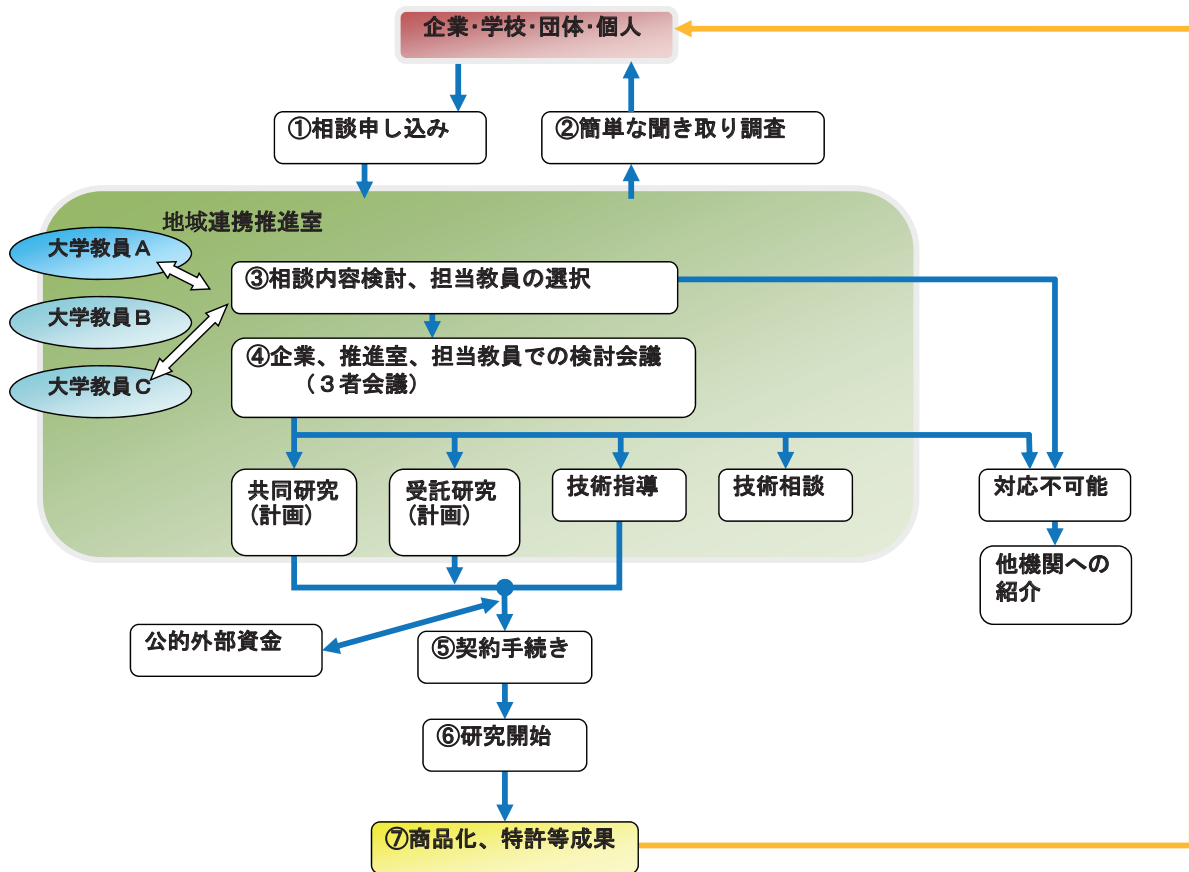 企業・学校・団体・個人
①相談申し込み
②簡単な聞き取り調査
地域連携推進室
大学教員A
③相談内容検討、担当教員の選択
大学教員B
④企業、推進室、担当教員での検討会議
(3者会議)
大学教員C
共同研究
(計画)
受託研究
(計画)
技術指導
技術相談
対応不可能
他機関への
紹介
公的外部資金
⑤契約手続き
⑥研究開始
⑦商品化、特許等成果